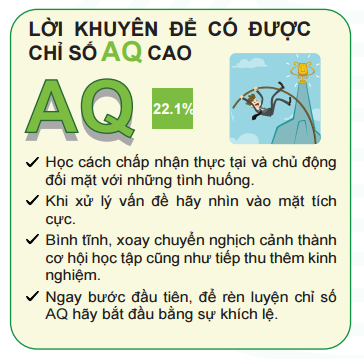 LỜI KHUYÊN ĐỂ CÓ ĐƯỢC
CHỈ SỐ AQ CAO
AQ
22.1%
✓ Học cách chấp nhận thực tại và chủ động
đối mặt với những tình huống.
✓ Khi xử lý vấn đề hãy nhìn vào mặt tích
cực.
✓ Bình tĩnh, xoay chuyển nghịch cảnh thành
cơ hội học tập cũng như tiếp thu thêm kinh
nghiệm.
✓ Ngay bước đầu tiên, để rèn luyện chỉ số
AQ hãy bắt đầu bằng sự khích lệ.